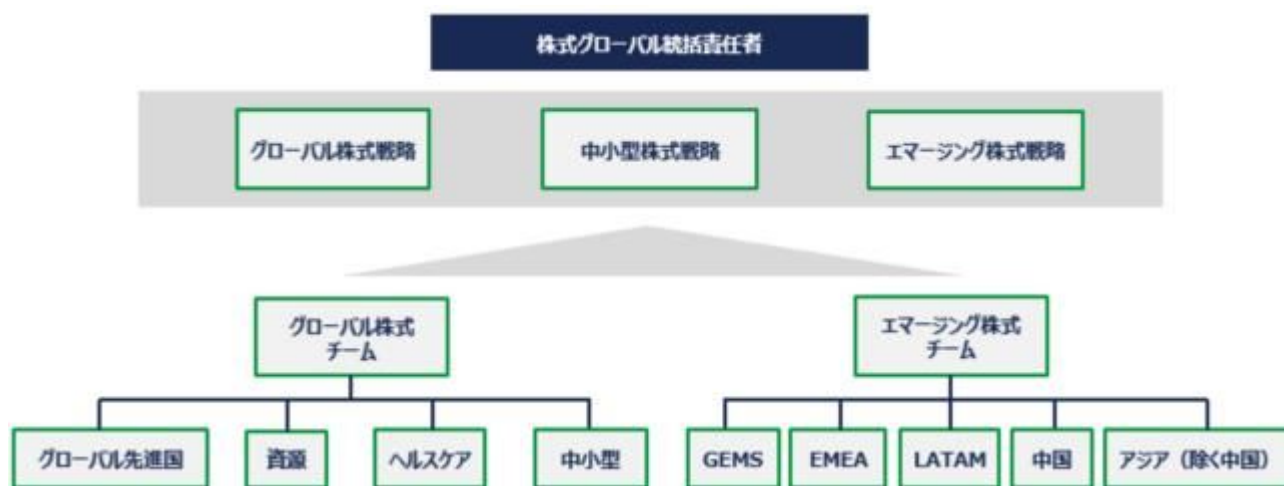 株式グローバル統括責任者
グローバル株式戦略
中小型株式戦略
エマージング株式戦略
グローバル株式
チーム
エマージング株式
チーム
グローバル先進国
資源
ヘルスケア
中小型
GEMS
EMEA
LATAM
中国
アジア（除く中国）